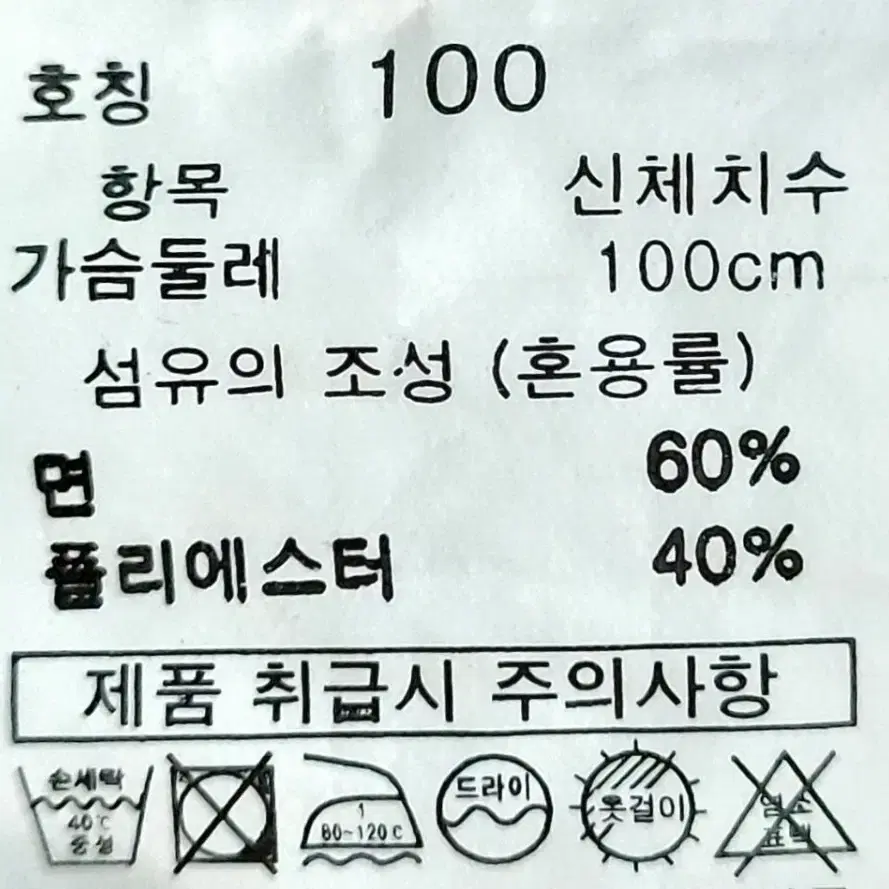 호칭 100
항목 신체치수
가슴둘레 100cm
섬유의 조성 (혼용률)
면 60%
폴리에스터 40%
제품 취급시 주의사항
손세탁
40℃
중성
1
80~120℃
드라이
옷걸이
염소
표백